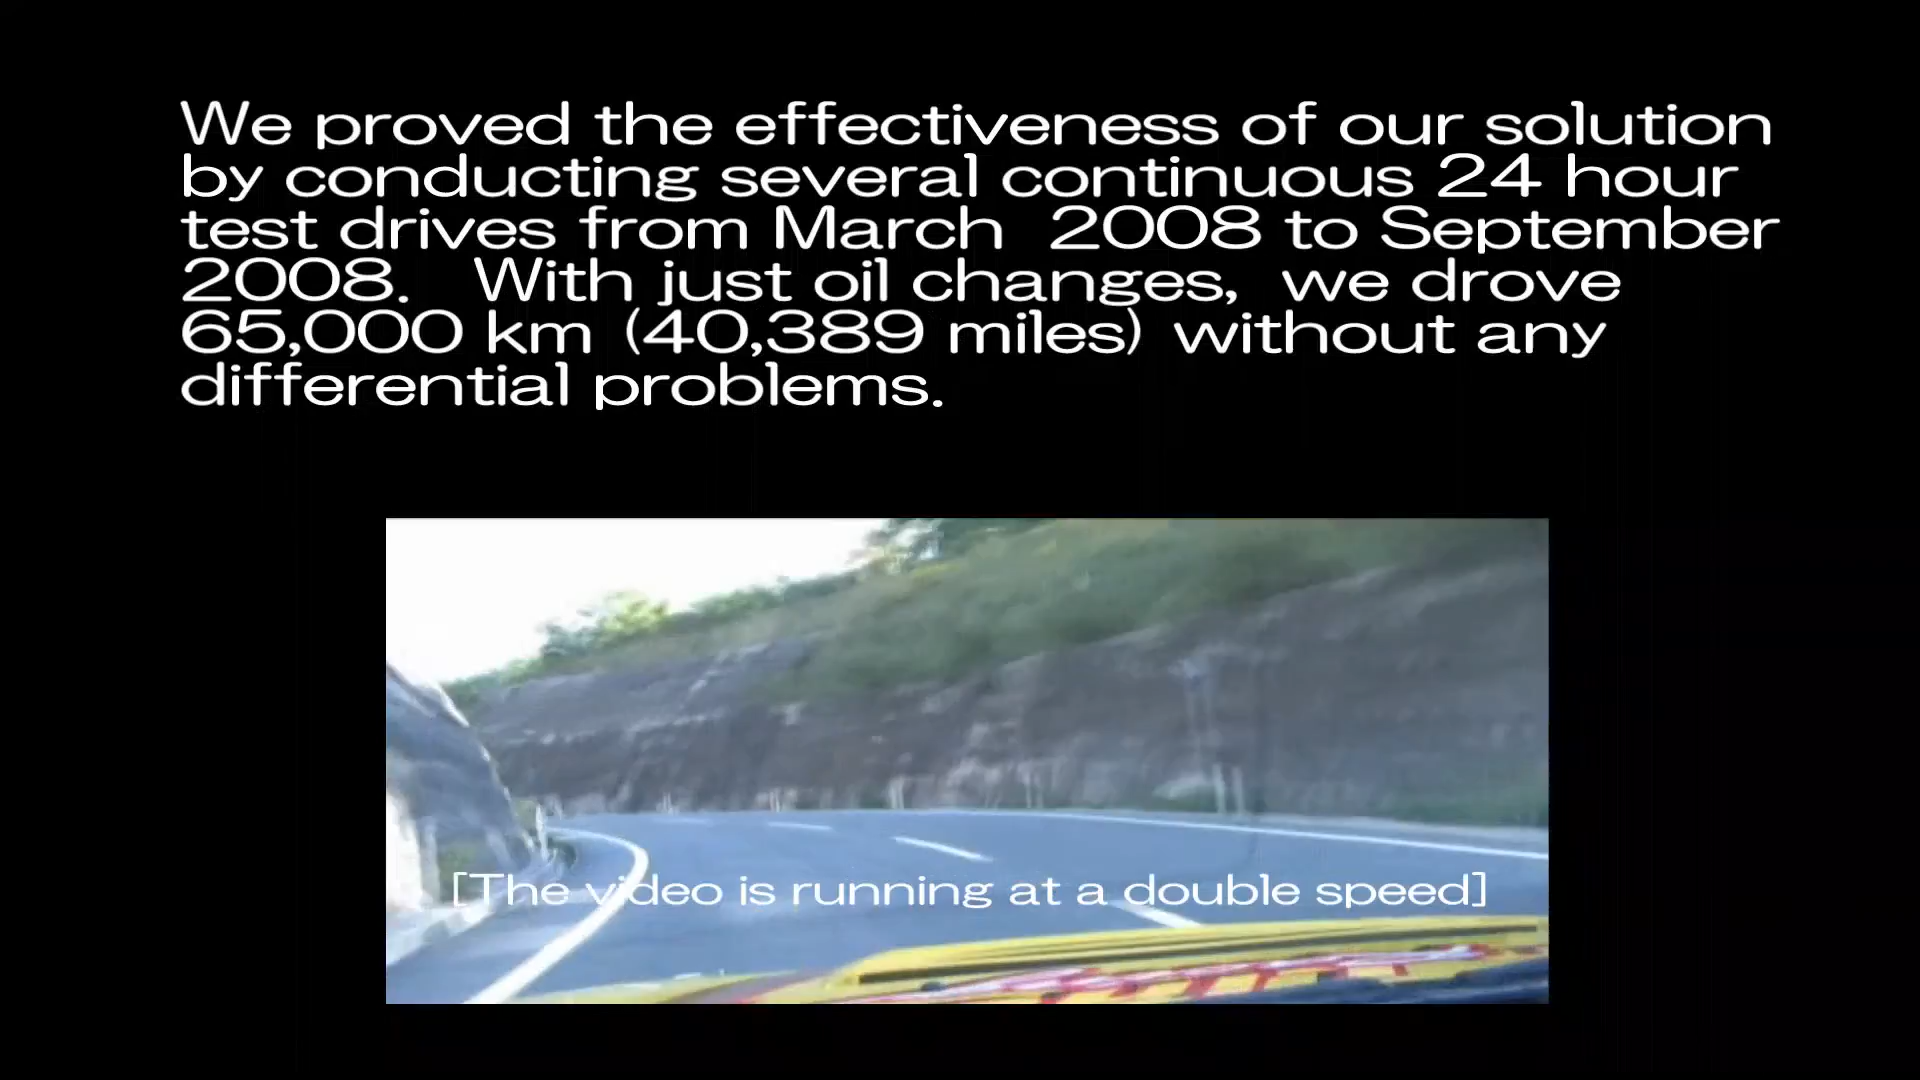 We proved the effectiveness of our solution
by conducting several continuous 24 hour
test drives from March 2008 to September
2008. With just oil changes, we drove
65,000 km (40,389 miles) without any
differential problems.
[The video is running at a double speed]